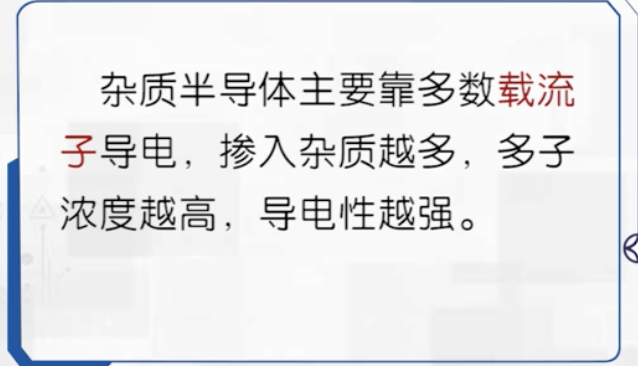 杂质半导体主要靠多数载流
子导电，掺入杂质越多，多子
浓度越高，导电性越强。